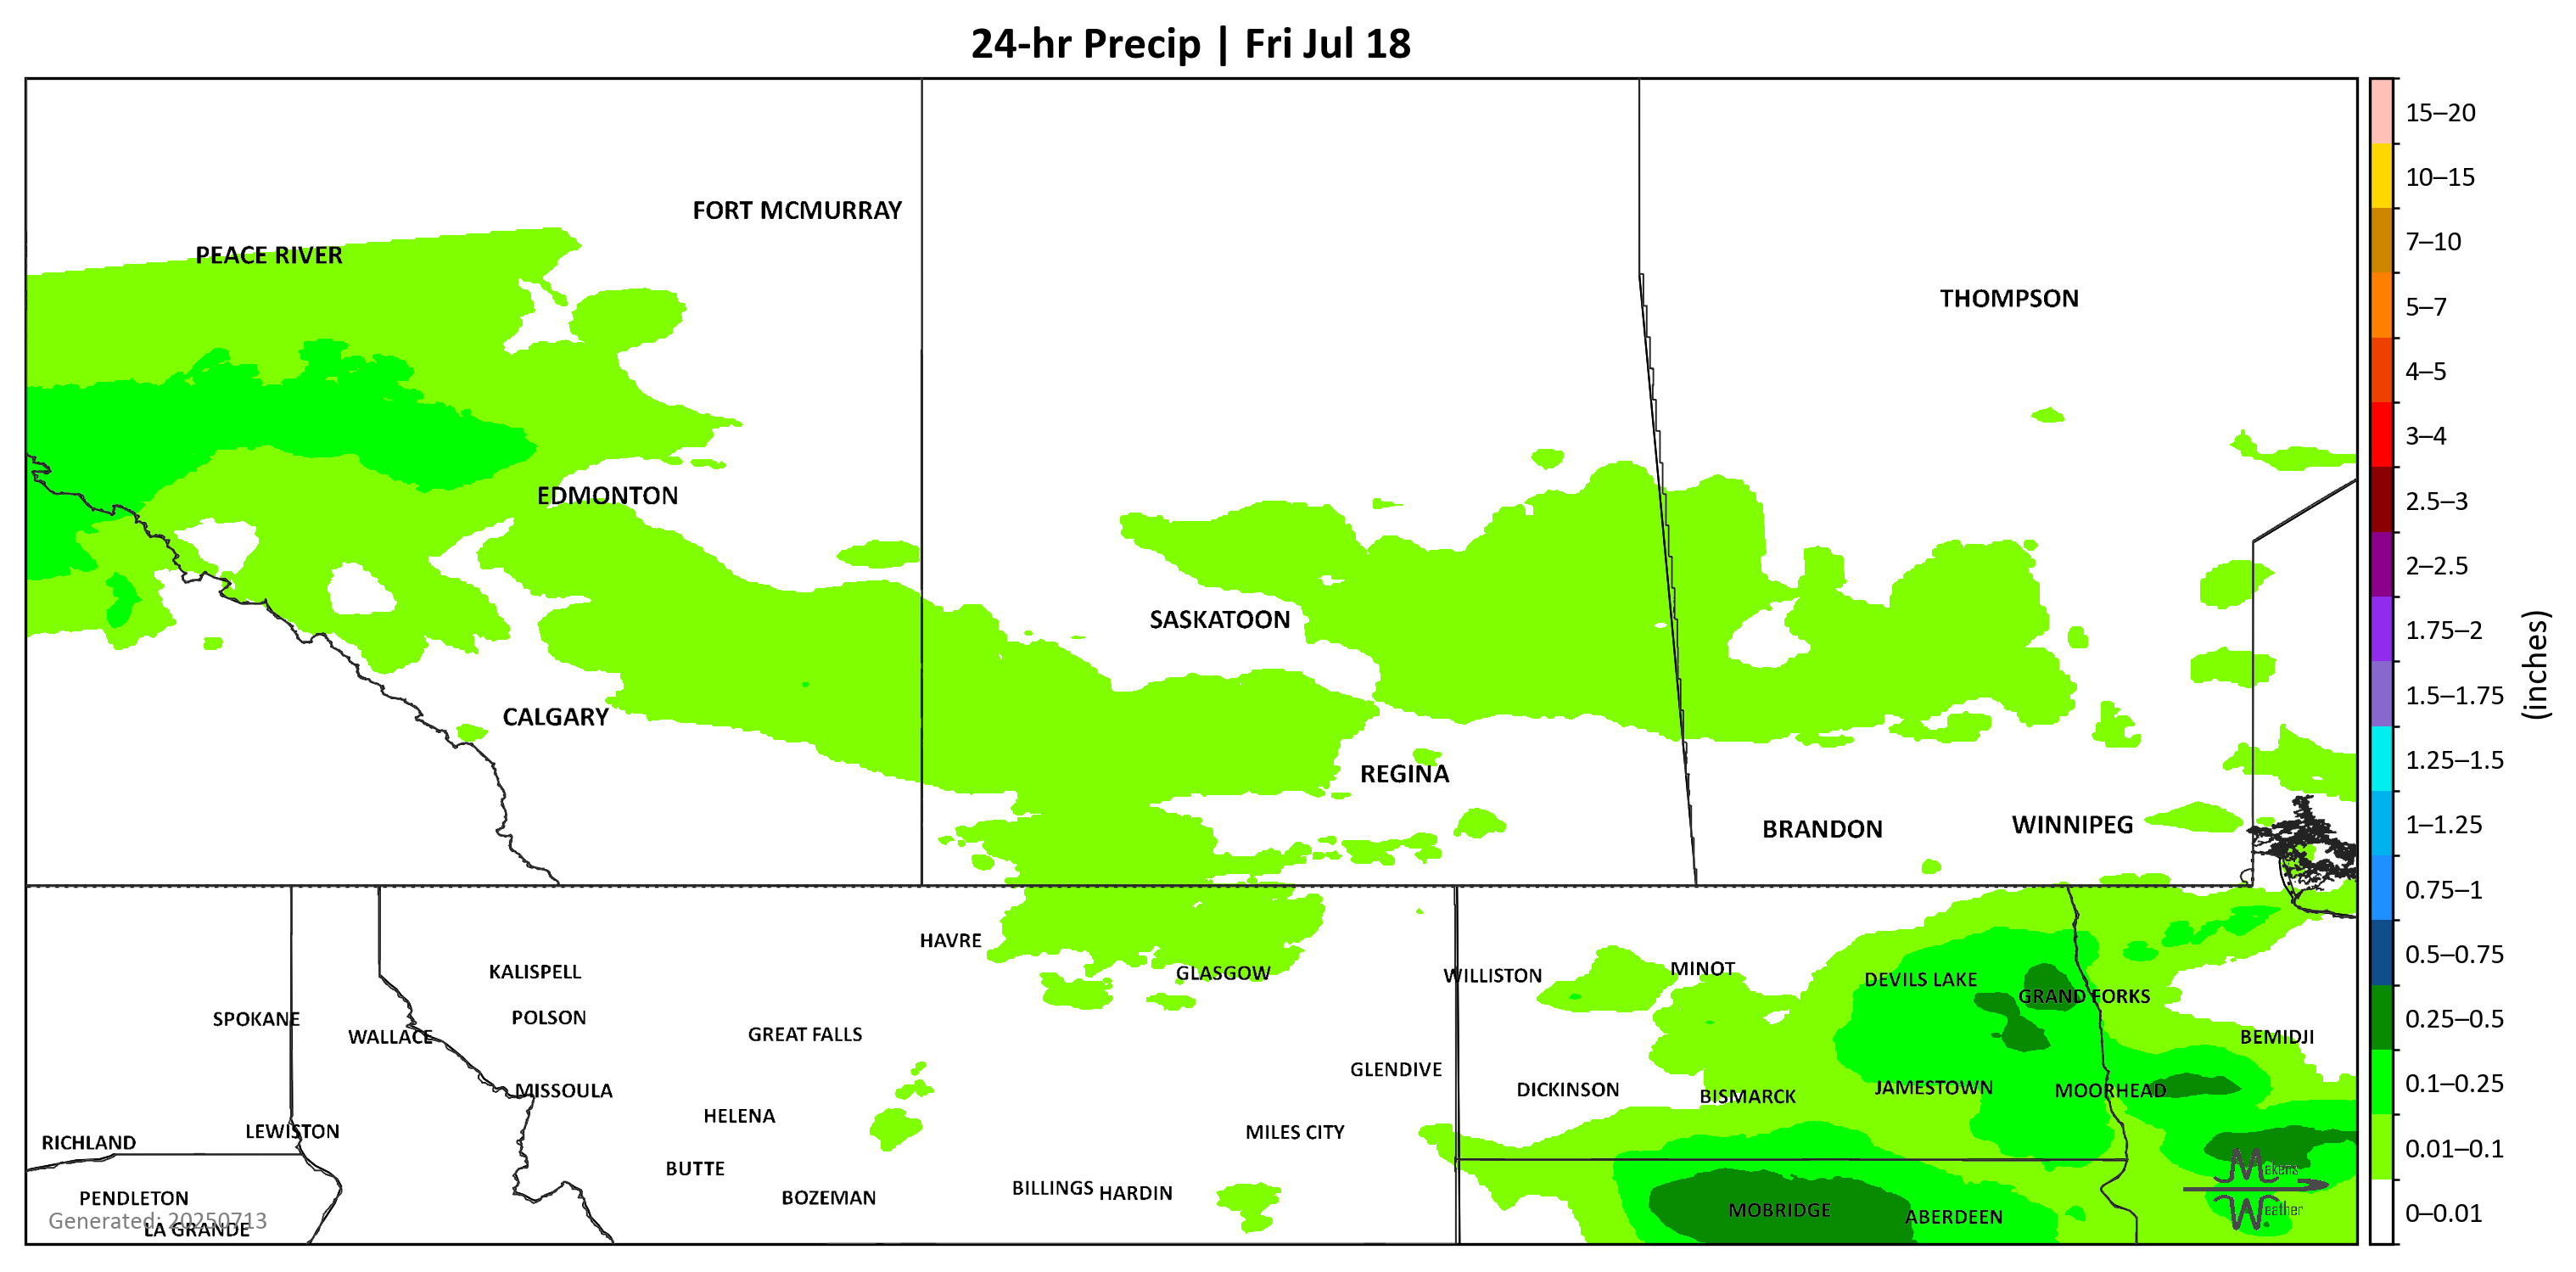 24-hr Precip | Fri Jul 18
FORT MCMURRAY
PEACE RIVER
THOMPSON
EDMONTON
SASKATOON
CALGARY
REGINA
BRANDON
WINNIPEG
HAVRE
KALISPELL
GLASGOW
WILLISTON
MINOT
DEVILS LAKE
GRAND FORKS
SPOKANE
POLSON
WALLACE
GREAT FALLS
BEMIDJI
GLENDIVE
MISSOULA
DICKINSON
BISMARCK
JAMESTOWN
MOORHEAD
HELENA
LEWISTON
MILES CITY
RICHLAND
BUTTE
BOZEMAN
BILLINGS
HARDIN
PENDLETON
Generated: 20250713
LA GRANDE
MOBRIDGE
ABERDEEN
Makens
Weather
15–20
10–15
7–10
5–7
4–5
3–4
2.5–3
2–2.5
1.75–2
1.5–1.75
1.25–1.5
1–1.25
0.75–1
0.5–0.75
0.25–0.5
0.1–0.25
0.01–0.1
0–0.01
(inches)